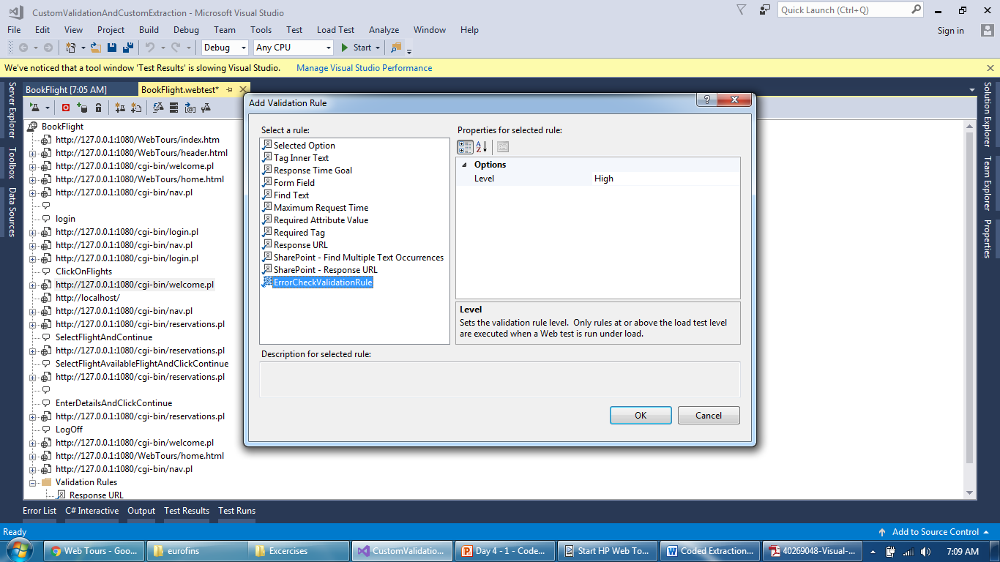 CustomValidationAndCustomExtraction - Microsoft Visual Studio
Quick Launch (Ctrl+Q)
File Edit View Project Build Debug Team Tools Test Load Test Analyze Window Help
Sign in
Debug Any CPU Start
We've noticed that a tool window 'Test Results' is slowing Visual Studio. Manage Visual Studio Performance
Server Explorer
Toolbox
Data Sources
BookFlight [7:05 AM] BookFlight.webtest*
BookFlight
http://127.0.0.1:1080/WebTours/index.htm
http://127.0.0.1:1080/WebTours/header.html
http://127.0.0.1:1080/cgi-bin/welcome.pl
http://127.0.0.1:1080/WebTours/home.html
http://127.0.0.1:1080/cgi-bin/nav.pl
login
http://127.0.0.1:1080/cgi-bin/login.pl
http://127.0.0.1:1080/cgi-bin/nav.pl
http://127.0.0.1:1080/cgi-bin/login.pl
ClickOnFlights
http://127.0.0.1:1080/cgi-bin/welcome.pl
http://localhost/
http://127.0.0.1:1080/cgi-bin/nav.pl
http://127.0.0.1:1080/cgi-bin/reservations.pl
SelectFlightAndContinue
http://127.0.0.1:1080/cgi-bin/reservations.pl
SelectFlightAvailableFlightAndClickContinue
http://127.0.0.1:1080/cgi-bin/reservations.pl
EnterDetailsAndClickContinue
http://127.0.0.1:1080/cgi-bin/reservations.pl
LogOff
http://127.0.0.1:1080/cgi-bin/welcome.pl
http://127.0.0.1:1080/WebTours/home.html
http://127.0.0.1:1080/cgi-bin/nav.pl
Validation Rules
Response URL
Add Validation Rule
Select a rule:
Selected Option
Tag Inner Text
Response Time Goal
Form Field
Find Text
Maximum Request Time
Required Attribute Value
Required Tag
Response URL
SharePoint - Find Multiple Text Occurrences
SharePoint - Response URL
ErrorCheckValidationRule
Properties for selected rule:
Options
Level High
Level
Sets the validation rule level. Only rules at or above the load test level
are executed when a Web test is run under load.
Description for selected rule:
OK Cancel
Solution Explorer
Team Explorer
Properties
Error List C# Interactive Output Test Results Test Runs
Ready
Add to Source Control
Web Tours - Goo... eurofins Excercises CustomValidatio... Day 4 - 1 - Code... Start HP Web To... Coded Extraction... 40269048-Visual-... 7:09 AM